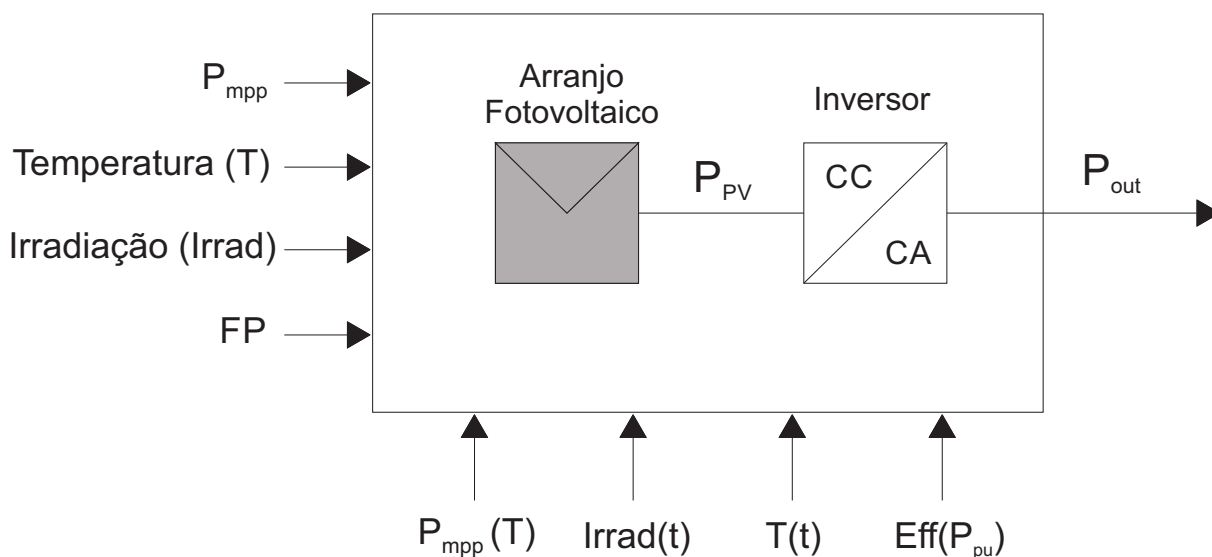 P_mpp
Temperatura (T)
Irradiação (Irrad)
FP
Arranjo
Fotovoltaico
P_PV
Inversor
CC
CA
P_out
P_mpp (T)
Irrad(t)
T(t)
Eff(P_pu)